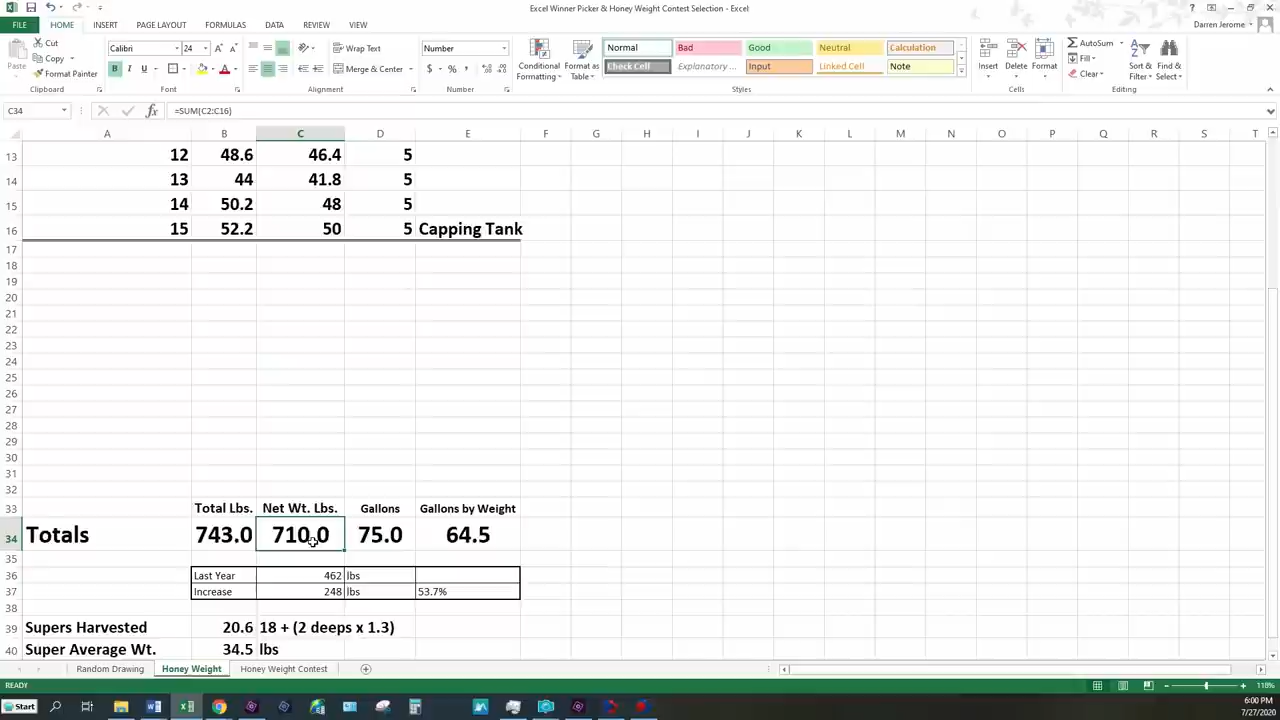 Excel Winner Picker & Honey Weight Contest Selection - Excel
FILE HOME INSERT PAGE LAYOUT FORMULAS DATA REVIEW VIEW Darren Jerome
Cut Calibri 24 Wrap Text Number Normal Bad Good Neutral Calculation AutoSum
Copy Fill
Paste Format Painter B I U Merge & Center $ % , Conditional Formatting Format as Table Check Cell Explanatory ... Input Linked Cell Note Insert Delete Format Clear Sort & Filter Find & Select
Clipboard Font Alignment Number Styles Cells Editing
C34 fx =SUM(C2:C16)
A B C D E F G H I J K L M N O P Q R S T
13 12 48.6 46.4 5
14 13 44 41.8 5
15 14 50.2 48 5
16 15 52.2 50 5 Capping Tank
17
18
19
20
21
22
23
24
25
26
27
28
29
30
31
32
33 Total Lbs. Net Wt. Lbs. Gallons Gallons by Weight
34 Totals 743.0 710.0 75.0 64.5
35
36 Last Year 462 lbs
37 Increase 248 lbs 53.7%
38
39 Supers Harvested 20.6 18 + (2 deeps x 1.3)
40 Super Average Wt. 34.5 lbs
Random Drawing Honey Weight Honey Weight Contest
READY 118%
Start 6:00 PM
7/27/2020